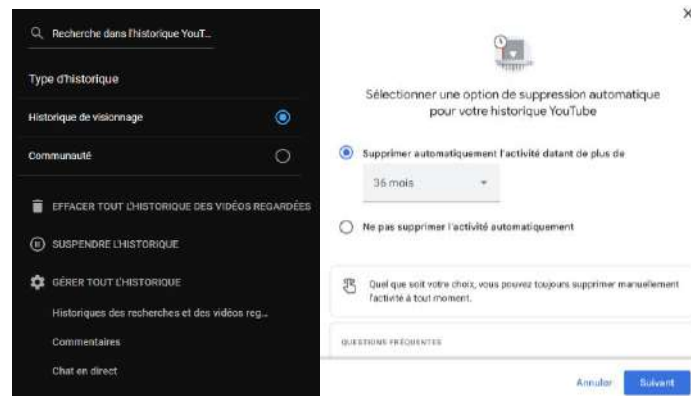 Recherche dans l'historique YouT...
Type d'historique
Historique de visionnage
Communauté
EFFACER TOUT L'HISTORIQUE DES VIDÉOS REGARDÉES
SUSPENDRE L'HISTORIQUE
GÉRER TOUT L'HISTORIQUE
Historiques des recherches et des vidéos reg...
Commentaires
Chat en direct
Sélectionner une option de suppression automatique
pour votre historique YouTube
Supprimer automatiquement l'activité datant de plus de
36 mois
Ne pas supprimer l'activité automatiquement
Quel que soit votre choix, vous pouvez toujours supprimer manuellement
l'activité à tout moment.
QUESTIONS FRÉQUENTES
Annuler
Suivant